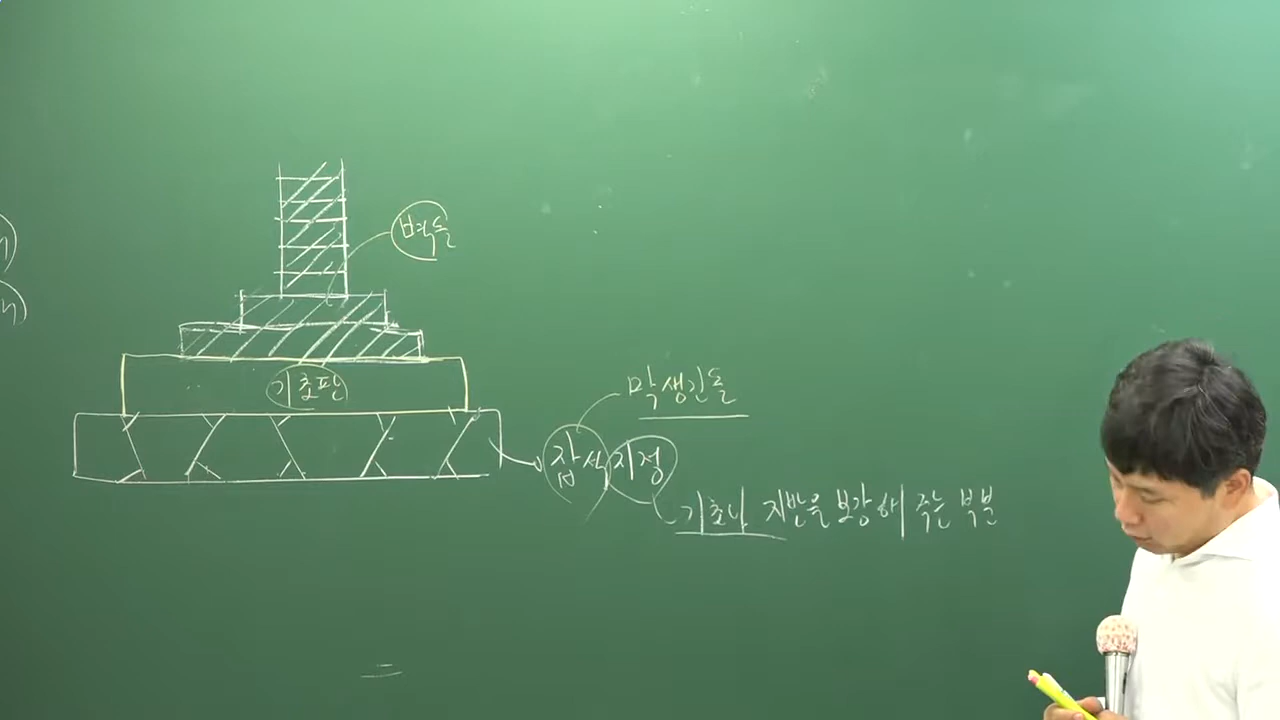 벽돌
기초판
막생긴돌
잡석지정
기초나 지반을 보강해 주는 부분